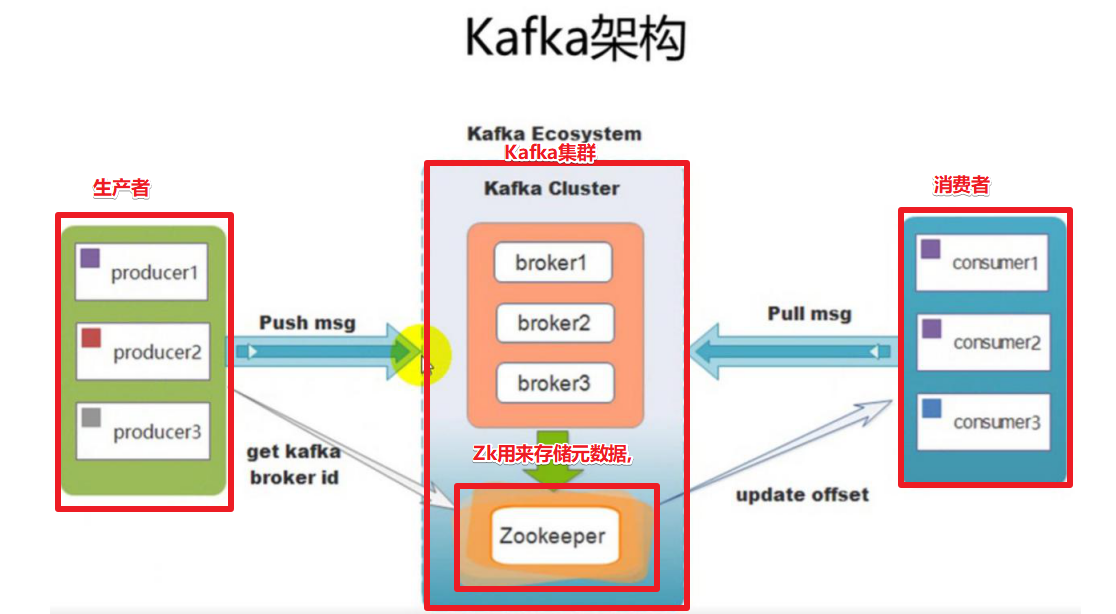 Kafka架构
Kafka Ecosystem
Kafka集群
Kafka Cluster
生产者
producer1
producer2
producer3
Push msg
get kafka
broker id
broker1
broker2
broker3
Zk用来存储元数据,
Zookeeper
Pull msg
update offset
消费者
consumer1
consumer2
consumer3